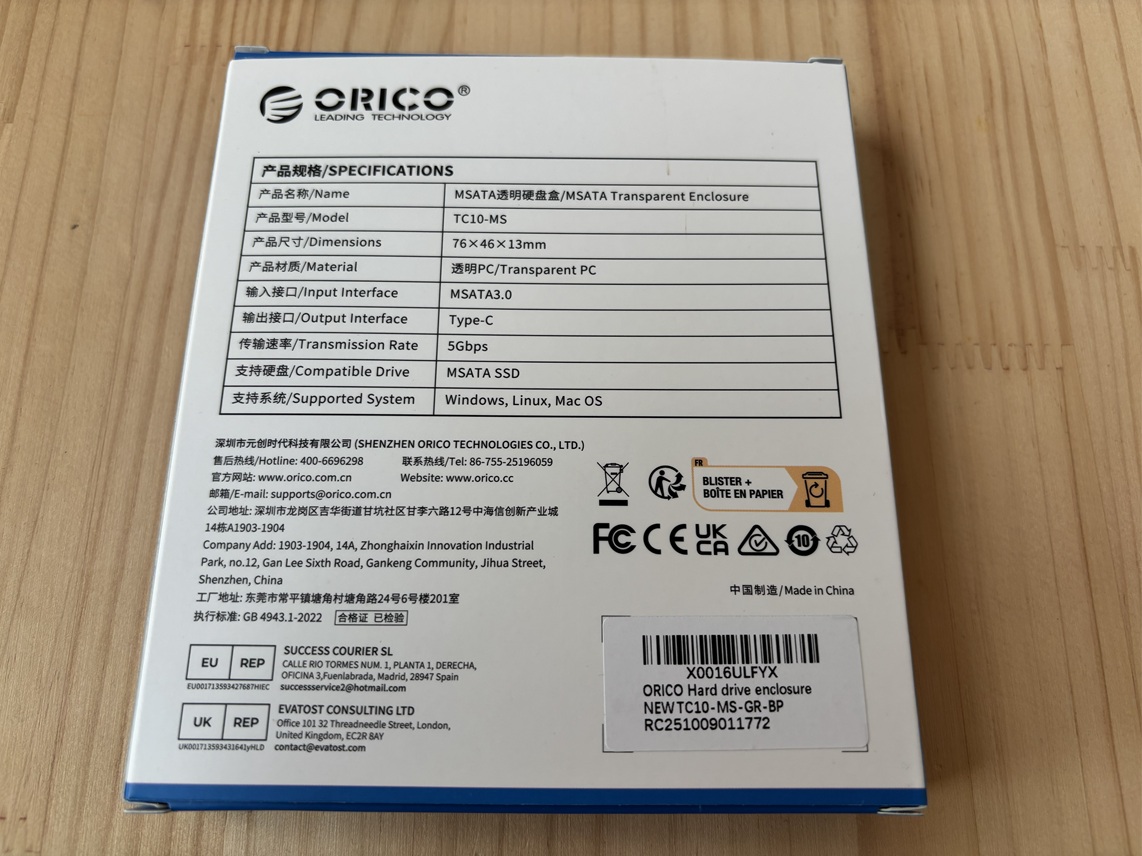 ORICO®
LEADING TECHNOLOGY
产品规格/SPECIFICATIONS
产品名称/Name MSATA透明硬盘盒/MSATA Transparent Enclosure
产品型号/Model TC10-MS
产品尺寸/Dimensions 76×46×13mm
产品材质/Material 透明PC/Transparent PC
输入接口/Input Interface MSATA3.0
输出接口/Output Interface Type-C
传输速率/Transmission Rate 5Gbps
支持硬盘/Compatible Drive MSATA SSD
支持系统/Supported System Windows, Linux, Mac OS
深圳市元创时代科技有限公司 (SHENZHEN ORICO TECHNOLOGIES CO., LTD.)
售后热线/Hotline: 400-6696298 联系热线/Tel: 86-755-25196059
官方网站: www.orico.com.cn Website: www.orico.cc
邮箱/E-mail: supports@orico.com.cn
公司地址: 深圳市龙岗区吉华街道甘坑社区甘李六路12号中海信创新产业城
14栋A1903-1904
Company Add: 1903-1904, 14A, Zhonghaixin Innovation Industrial
Park, no.12, Gan Lee Sixth Road, Gankeng Community, Jihua Street,
Shenzhen, China
工厂地址: 东莞市常平镇塘角村塘角路24号6号楼201室
执行标准: GB 4943.1-2022 合格证 已检验
FR
BLISTER +
BOÎTE EN PAPIER
FC CE UK CA 10
中国制造/Made in China
EU REP
EU001713593427687HIEC
SUCCESS COURIER SL
CALLE RIO TORMES NUM. 1, PLANTA 1, DERECHA,
OFICINA 3,Fuenlabrada, Madrid, 28947 Spain
successservice2@hotmail.com
UK REP
UK001713593431641yHLD
EVATOST CONSULTING LTD
Office 101 32 Threadneedle Street, London,
United Kingdom, EC2R 8AY
contact@evatost.com
X0016ULFYX
ORICO Hard drive enclosure
NEWTC10-MS-GR-BP
RC251009011772